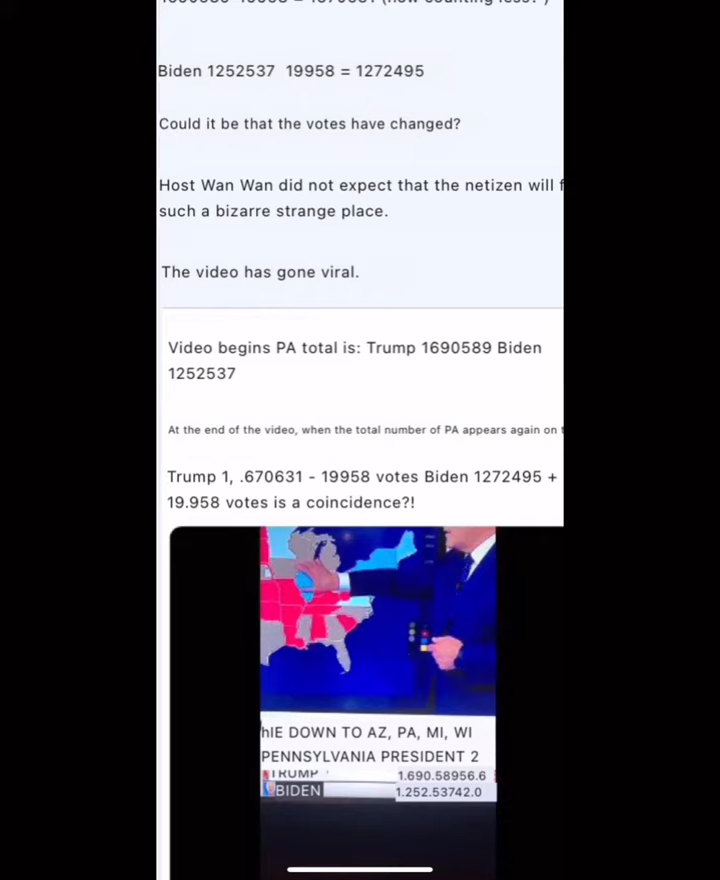 Biden 1252537 19958 = 1272495
Could it be that the votes have changed?
Host Wan Wan did not expect that the netizen will f
such a bizarre strange place.
The video has gone viral.
Video begins PA total is: Trump 1690589 Biden
1252537
At the end of the video, when the total number of PA appears again on t
Trump 1, .670631 - 19958 votes Biden 1272495 +
19.958 votes is a coincidence?!
hIE DOWN TO AZ, PA, MI, WI
PENNSYLVANIA PRESIDENT 2
TRUMP 1.690.58956.6
BIDEN 1.252.53742.0